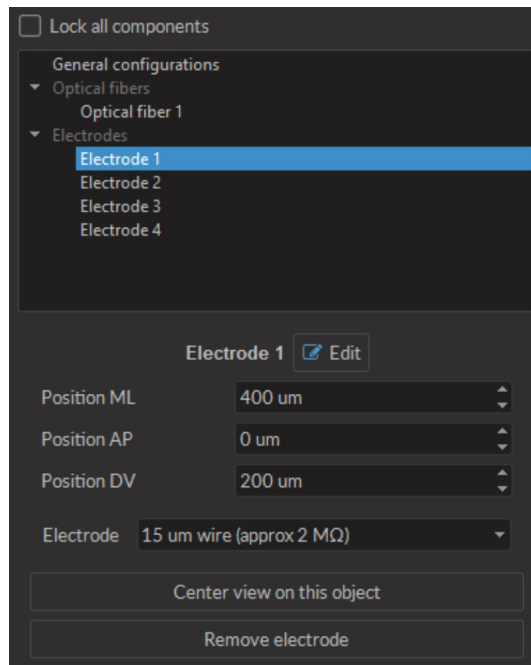 Lock all components
General configurations
Optical fibers
Optical fiber 1
Electrodes
Electrode 1
Electrode 2
Electrode 3
Electrode 4
Electrode 1 Edit
Position ML 400 um
Position AP 0 um
Position DV 200 um
Electrode 15 um wire (approx 2 MΩ)
Center view on this object
Remove electrode